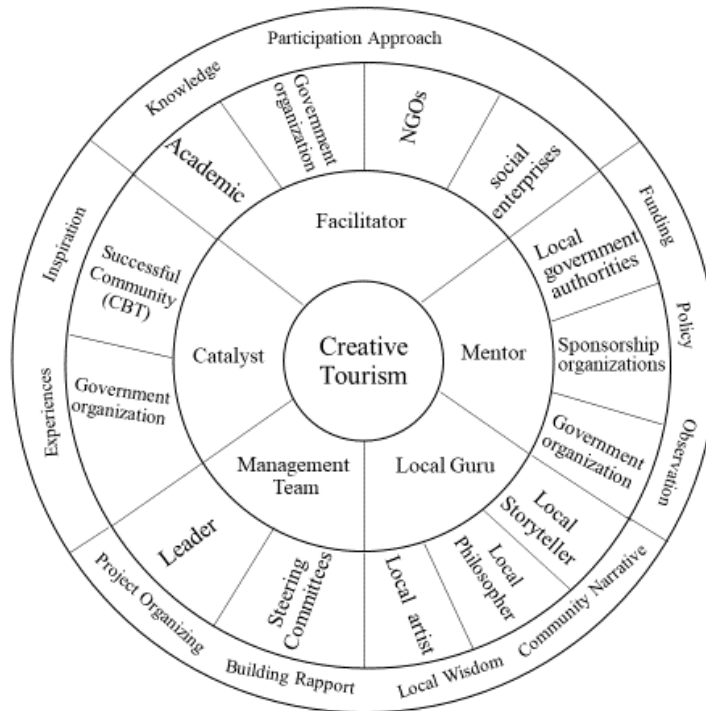 Participation Approach
Knowledge
Government
organization
NGOs
Academic
social
enterprises
Facilitator
Inspiration
Funding
Successful
Community
(CBT)
Local
government
authorities
Catalyst
Creative
Tourism
Mentor
Policy
Sponsorship
organizations
Experiences
Government
organization
Government
organization
Observation
Management
Team
Local Guru
Leader
Steering
Committees
Local artist
Local
Philosopher
Local
Storyteller
Project Organizing
Building Rapport
Local Wisdom
Community Narrative